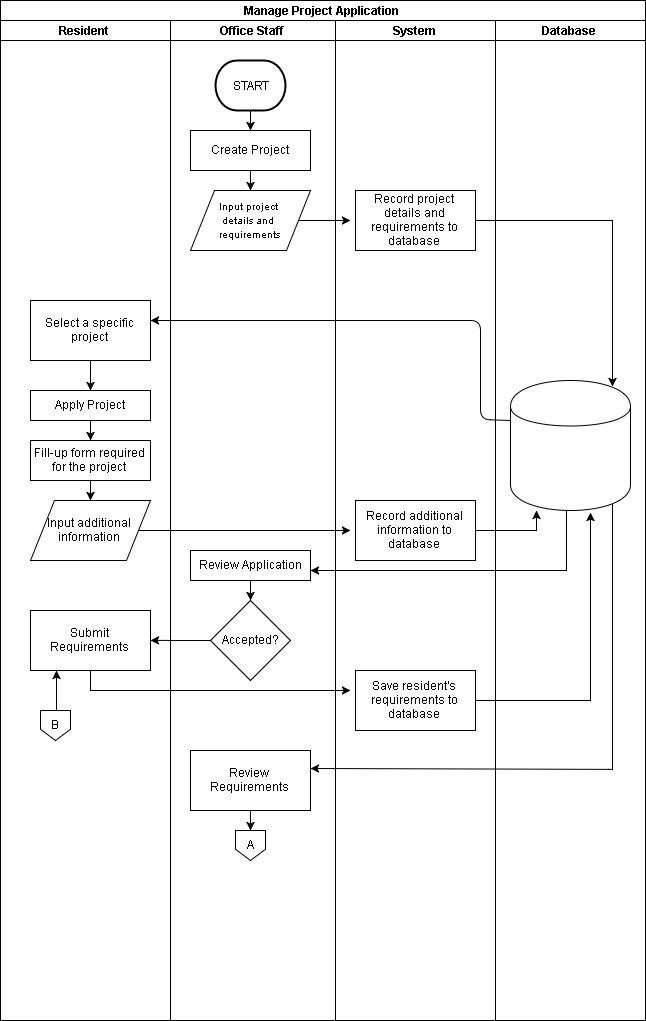 Manage Project Application
Resident
Office Staff
System
Database
START
Create Project
Input project
details and
requirements
Record project
details and
requirements to
database
Select a specific
project
Apply Project
Fill-up form required
for the project
Input additional
information
Record additional
information to
database
Review Application
Accepted?
Submit
Requirements
Save resident's
requirements to
database
B
Review
Requirements
A